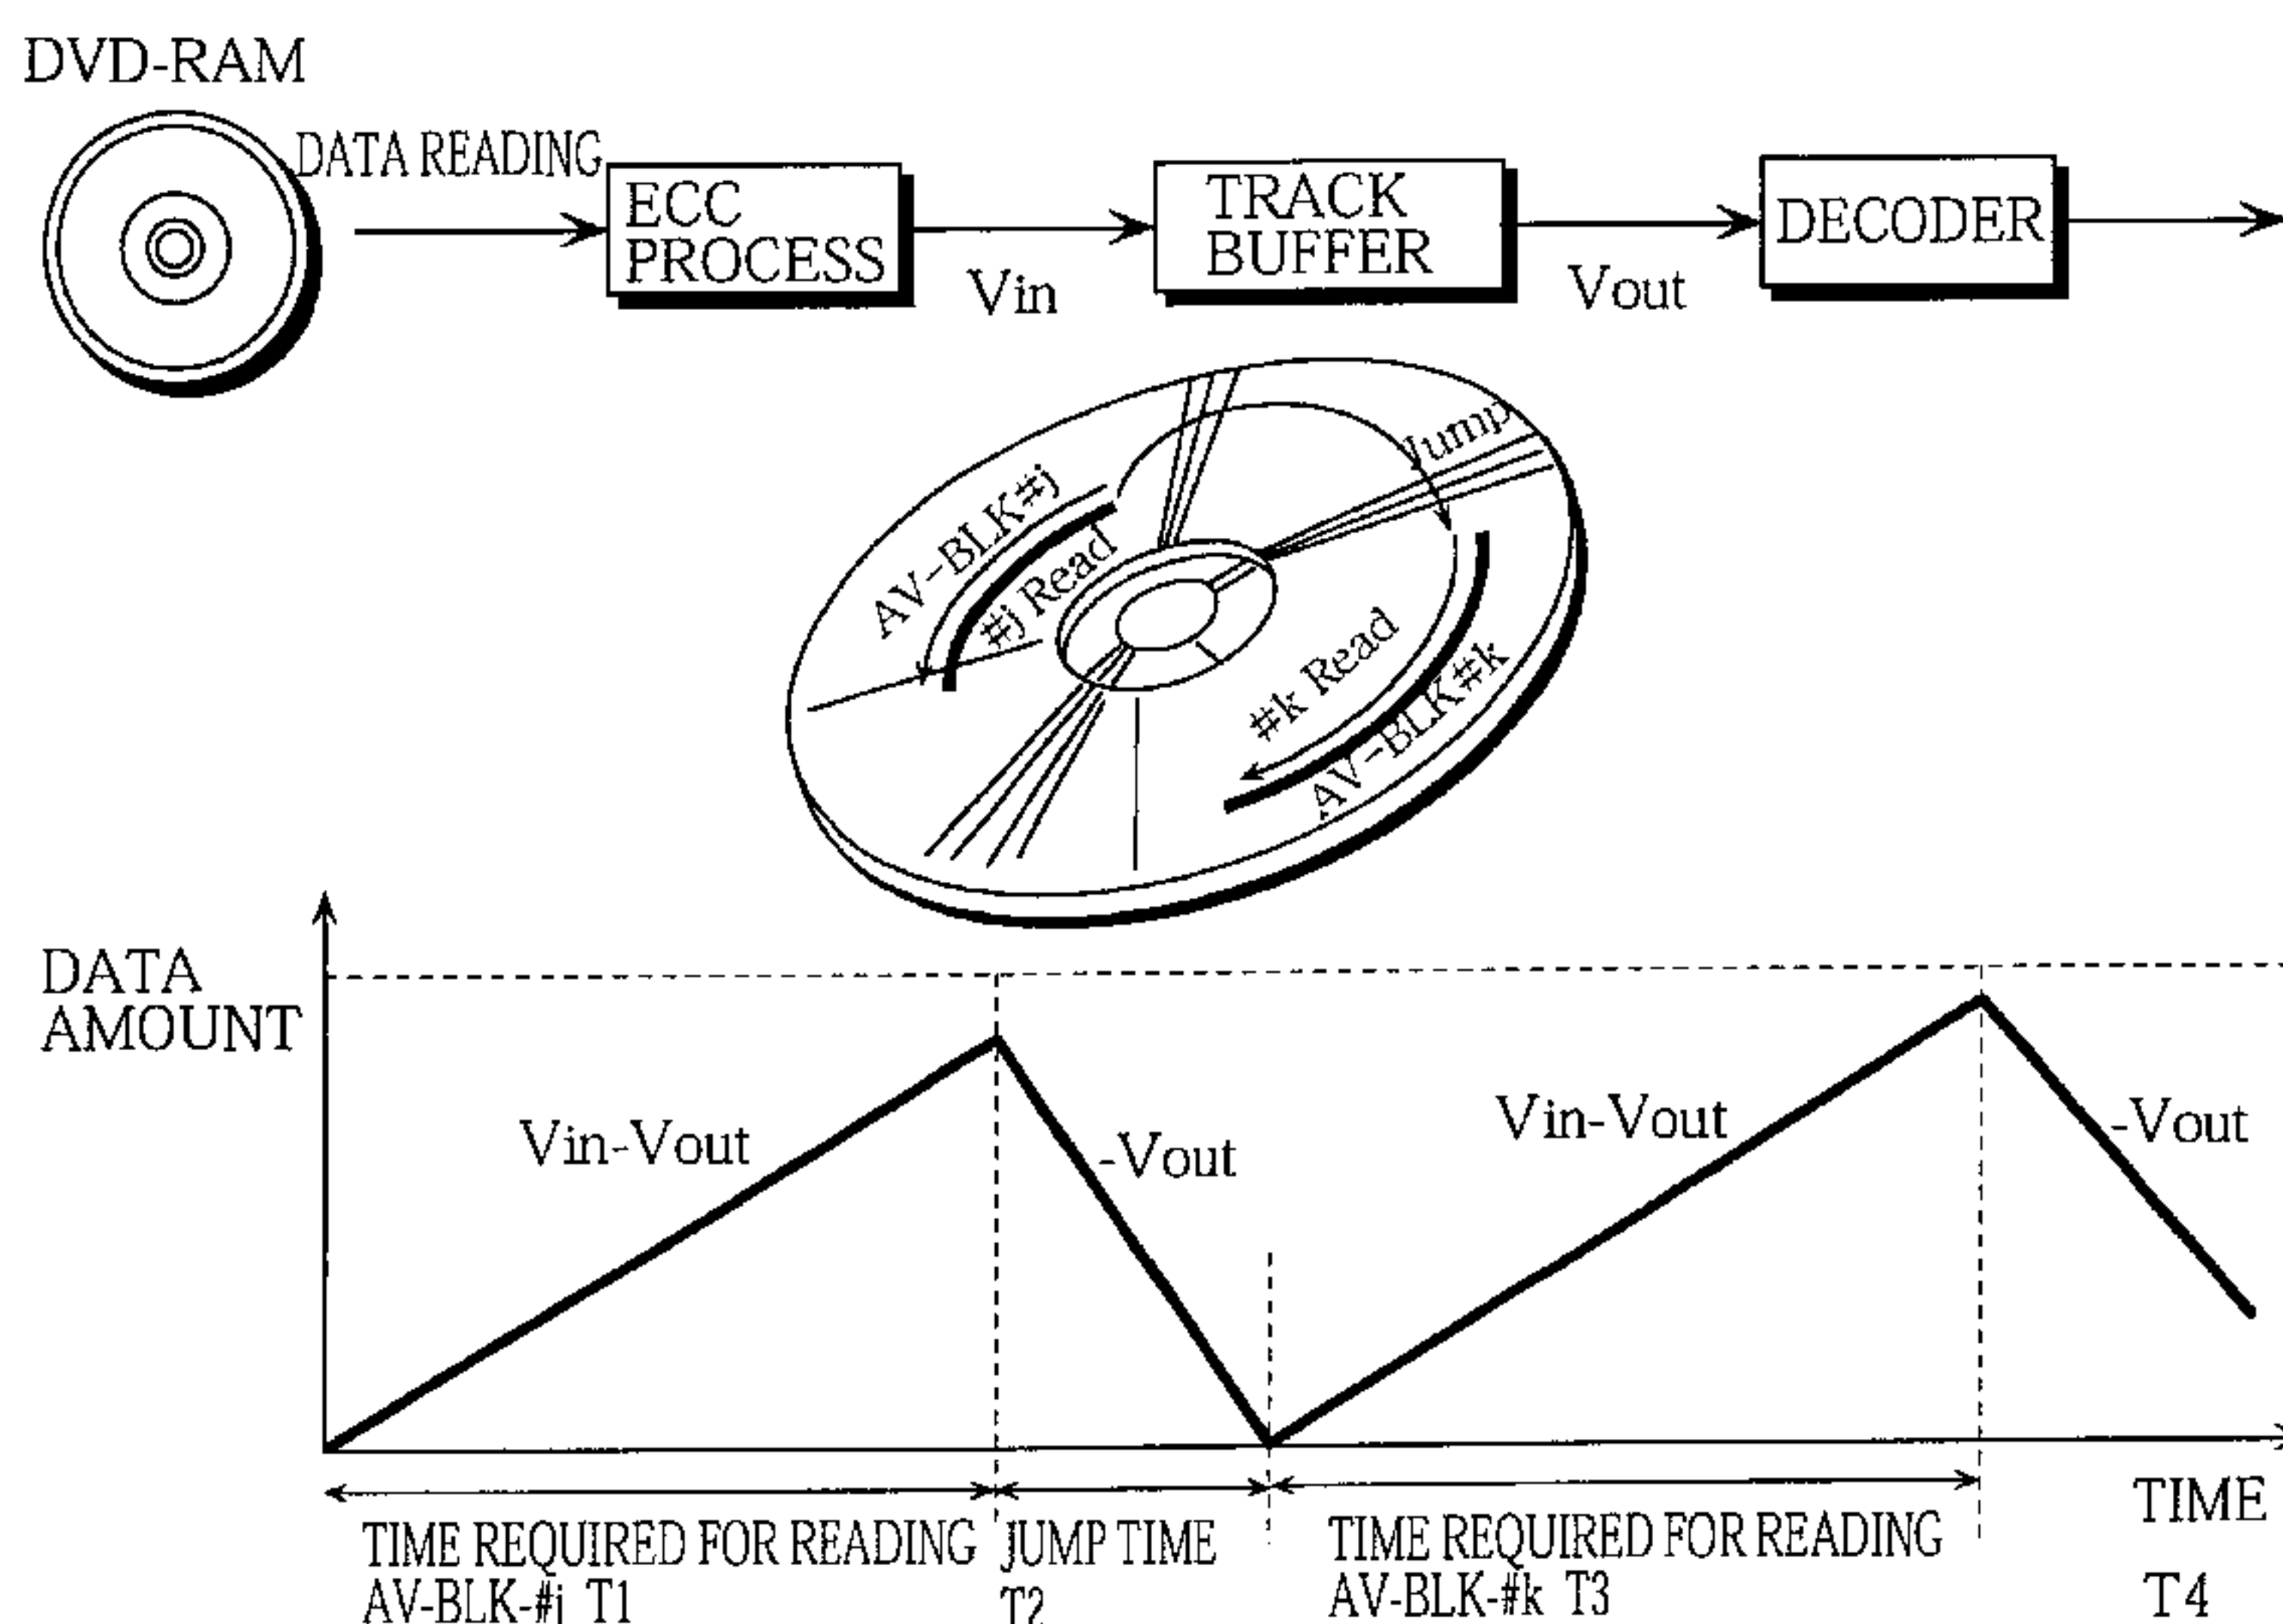 DVD-RAM
DATA READING
ECC
PROCESS
Vin
TRACK
BUFFER
Vout
DECODER
Jump
AV-BLK#j
#j Read
#k Read
AV-BLK#k
DATA
AMOUNT
Vin-Vout
-Vout
Vin-Vout
-Vout
TIME REQUIRED FOR READING
AV-BLK-#j T1
JUMP TIME
T2
TIME REQUIRED FOR READING
AV-BLK-#k T3
TIME
T4